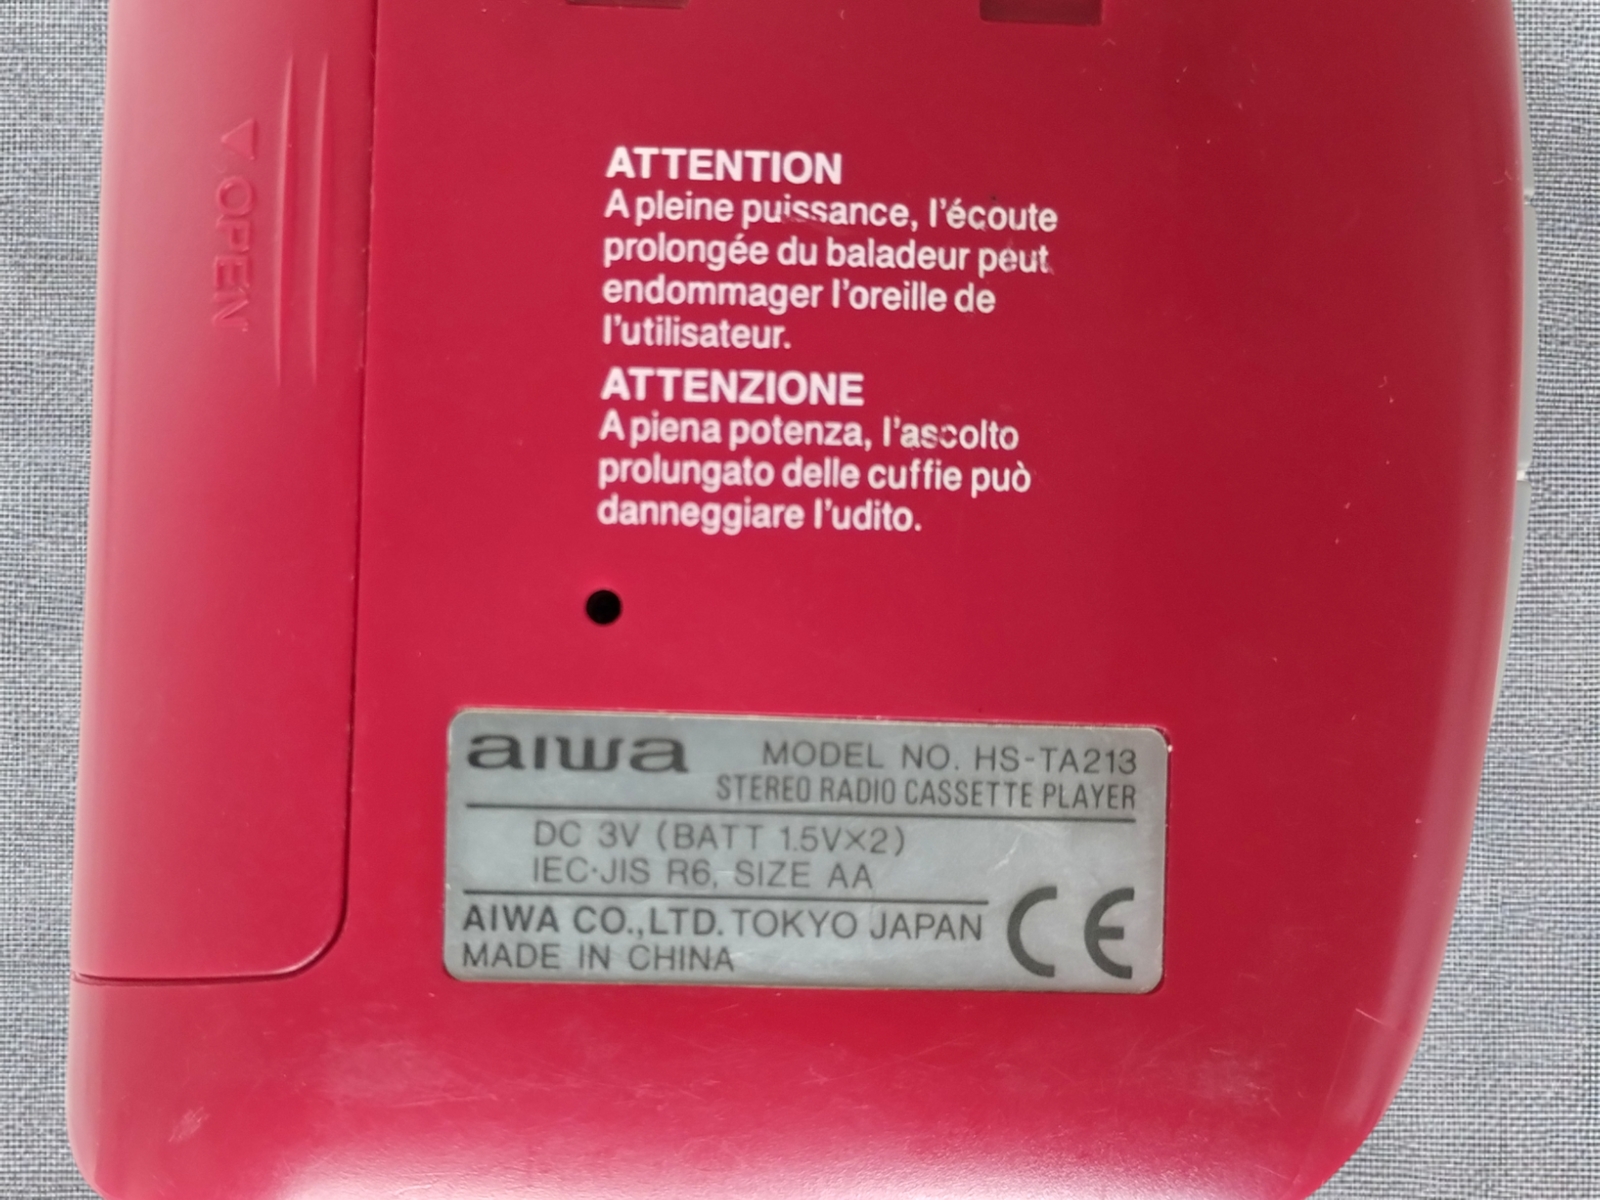 OPEN
ATTENTION
A pleine puissance, l'écoute
prolongée du baladeur peut
endommager l'oreille de
l'utilisateur.
ATTENZIONE
A piena potenza, l'ascolto
prolungato delle cuffie può
danneggiare l'udito.
aiwa MODEL NO. HS-TA213
STEREO RADIO CASSETTE PLAYER
DC 3V (BATT 1.5V×2)
IEC·JIS R6, SIZE AA
AIWA CO.,LTD. TOKYO JAPAN
MADE IN CHINA
CE